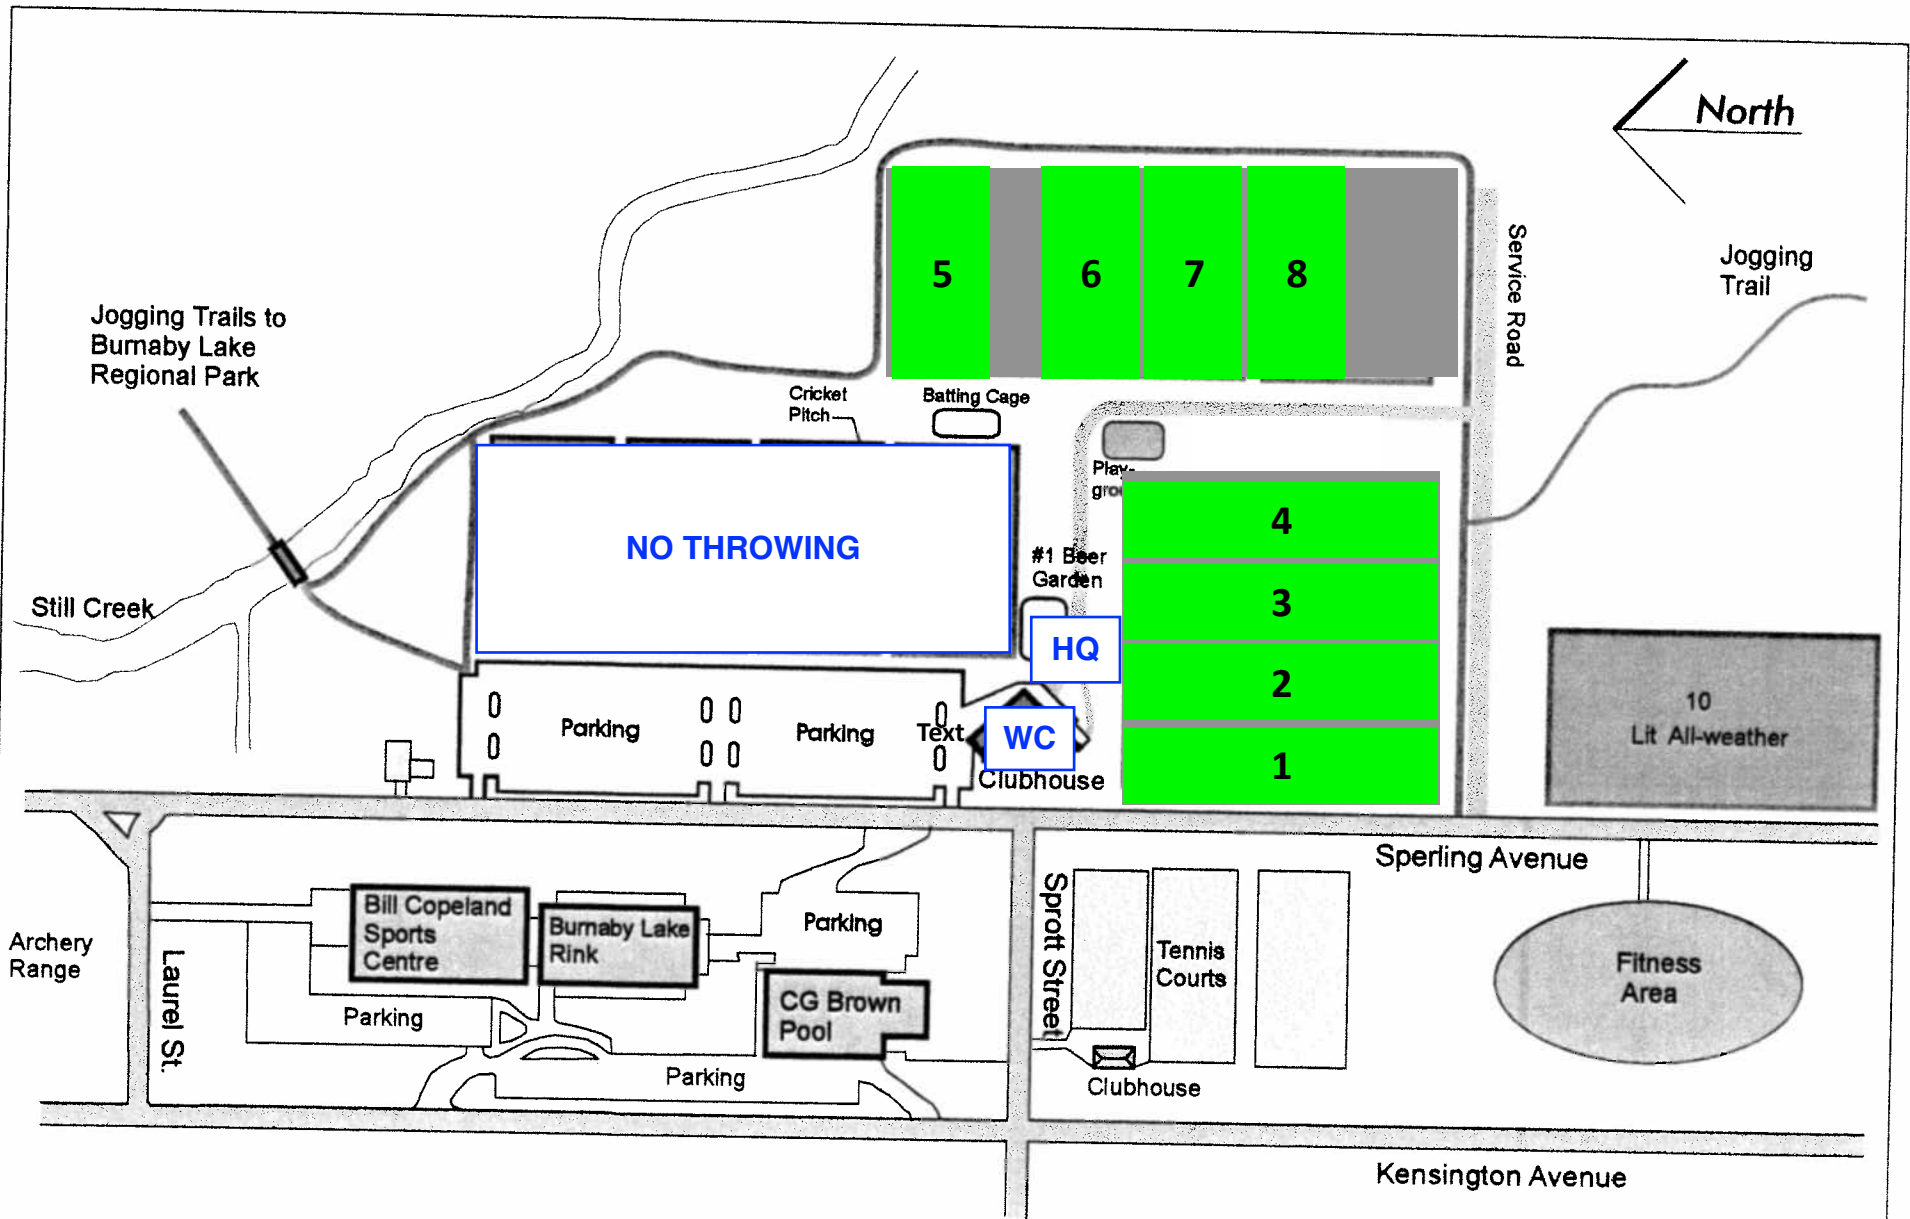 North
Service Road
Jogging
Trail
5
6
7
8
Jogging Trails to
Burnaby Lake
Regional Park
Cricket
Pitch
Batting Cage
Play-
4
NO THROWING
#1 Beer
Garden
3
Still Creek
HQ
2
10
Lit All-weather
Parking
Parking
Text
WC
1
Clubhouse
Sperling Avenue
Bill Copeland
Sports
Centre
Burnaby Lake
Rink
Parking
Archery
Range
Laurel St.
Sprott Street
Tennis
Courts
Fitness
Area
CG Brown
Pool
Parking
Parking
Clubhouse
Kensington Avenue